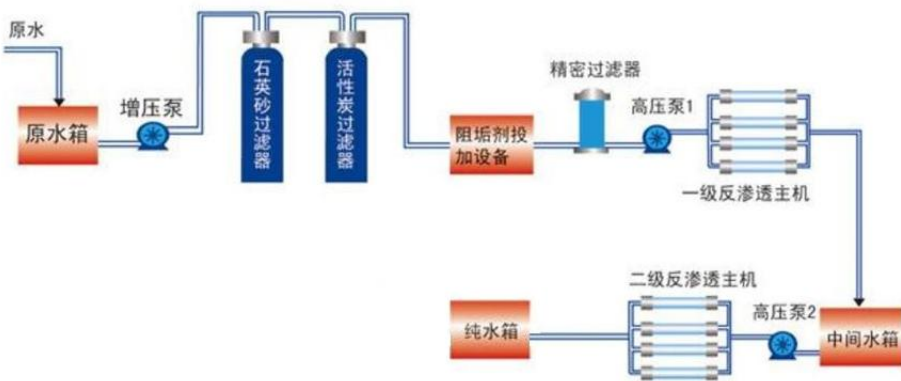 原水
原水箱
增压泵
石英砂过滤器
活性炭过滤器
阻垢剂投
加设备
精密过滤器
高压泵1
一级反渗透主机
二级反渗透主机
高压泵2
中间水箱
纯水箱